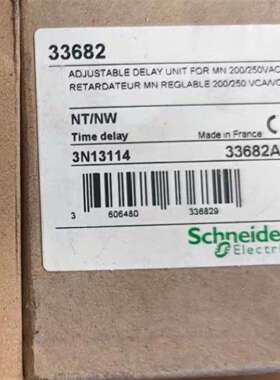 33682
ADJUSTABLE DELAY UNIT FOR MN 200/250VAC
RETARDATEUR MN REGLABLE 200/250 VCA/
NT/NW
Time delay
Made in France
3N13114
33682A
3 606480 336829
Schneide
Electri